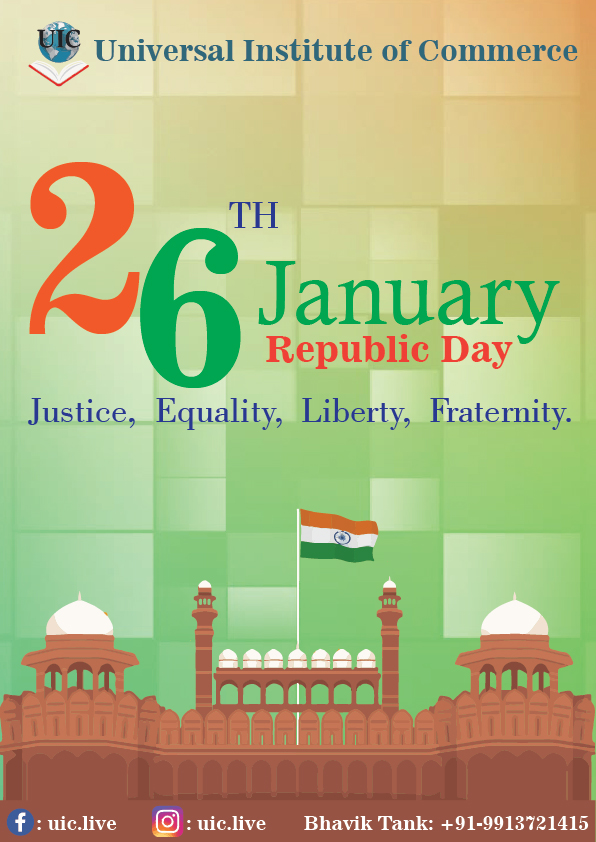 UIC
Universal Institute of Commerce
26TH January
Republic Day
Justice, Equality, Liberty, Fraternity.
: uic.live : uic.live Bhavik Tank: +91-9913721415